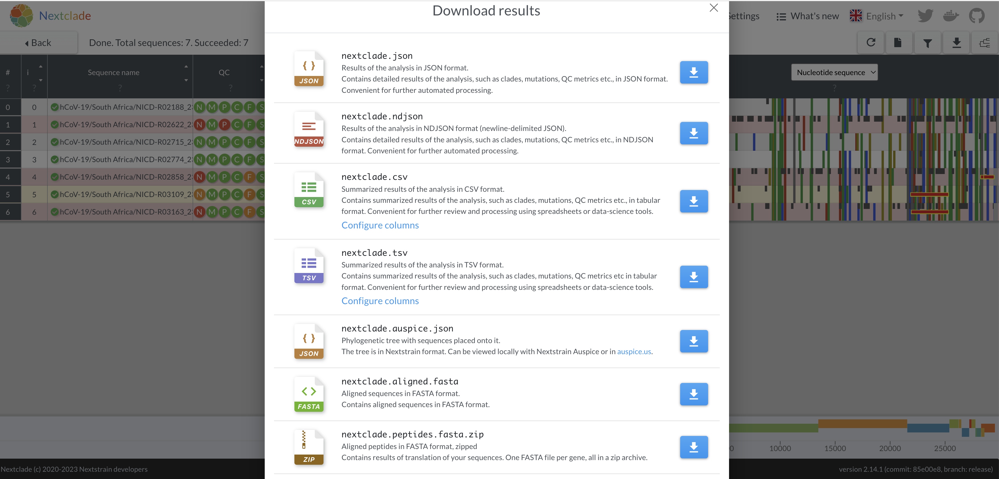 Nextclade
Settings
What's new
English
Back
Done. Total sequences: 7. Succeeded: 7
#
i
Sequence name
QC
Nucleotide sequence
?
?
?
?
?
0
0
hCoV-19/South Africa/NICD-R02188_2
N M P C F S
1
1
hCoV-19/South Africa/NICD-R02622_2
N M P C F S
2
2
hCoV-19/South Africa/NICD-R02715_2
N M P C F S
3
3
hCoV-19/South Africa/NICD-R02774_2
N M P C F S
4
4
hCoV-19/South Africa/NICD-R02858_2
N M P C F S
5
5
hCoV-19/South Africa/NICD-R03109_2
N M P C F S
6
6
hCoV-19/South Africa/NICD-R03163_2
N M P C F S
Download results
JSON
nextclade.json
Results of the analysis in JSON format.
Contains detailed results of the analysis, such as clades, mutations, QC metrics etc., in JSON format.
Convenient for further automated processing.
NDJSON
nextclade.ndjson
Results of the analysis in NDJSON format (newline-delimited JSON).
Contains detailed results of the analysis, such as clades, mutations, QC metrics etc., in NDJSON
format. Convenient for further automated processing.
CSV
nextclade.csv
Summarized results of the analysis in CSV format.
Contains summarized results of the analysis, such as clades, mutations, QC metrics etc., in tabular
format. Convenient for further review and processing using spreadsheets or data-science tools.
Configure columns
TSV
nextclade.tsv
Summarized results of the analysis in TSV format.
Contains summarized results of the analysis, such as clades, mutations, QC metrics etc in tabular
format. Convenient for further review and processing using spreadsheets or data-science tools.
Configure columns
JSON
nextclade.auspice.json
Phylogenetic tree with sequences placed onto it.
The tree is in Nextstrain format. Can be viewed locally with Nextstrain Auspice or in auspice.us.
FASTA
nextclade.aligned.fasta
Aligned sequences in FASTA format.
Contains aligned sequences in FASTA format.
ZIP
nextclade.peptides.fasta.zip
Aligned peptides in FASTA format, zipped
Contains results of translation of your sequences. One FASTA file per gene, all in a zip archive.
10000
15000
20000
25000
Nextclade (c) 2020-2023 Nextstrain developers
version 2.14.1 (commit: 85e00e8, branch: release)